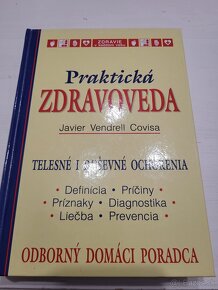 ZDRAVIE
Praktická
ZDRAVOVEDA
Javier Vendrell Covisa
TELESNÉ I DUŠEVNÉ OCHORENIA
• Definícia • Príčiny •
Príznaky • Diagnostika •
Liečba • Prevencia •
ODBORNÝ DOMÁCI PORADCA